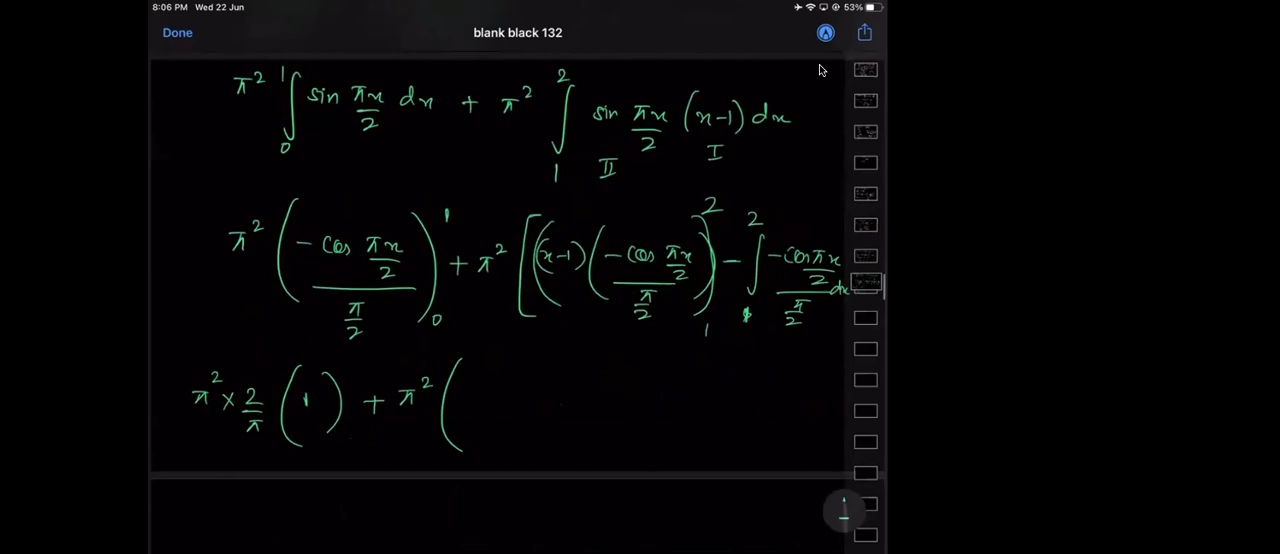 8:06 PM Wed 22 Jun 53%
Done blank black 132
π² ∫₀¹ sin πx/2 dx + π² ∫₁² sin πx/2 (x-1) dx
II I
π² ( -cos πx/2 / π/2 )₀¹ + π² [ ( (x-1) ( -cos πx/2 / π/2 ) )₁² - ∫₁² -cos πx/2 / π/2 dx
π² × 2/π ( 1 ) + π² (